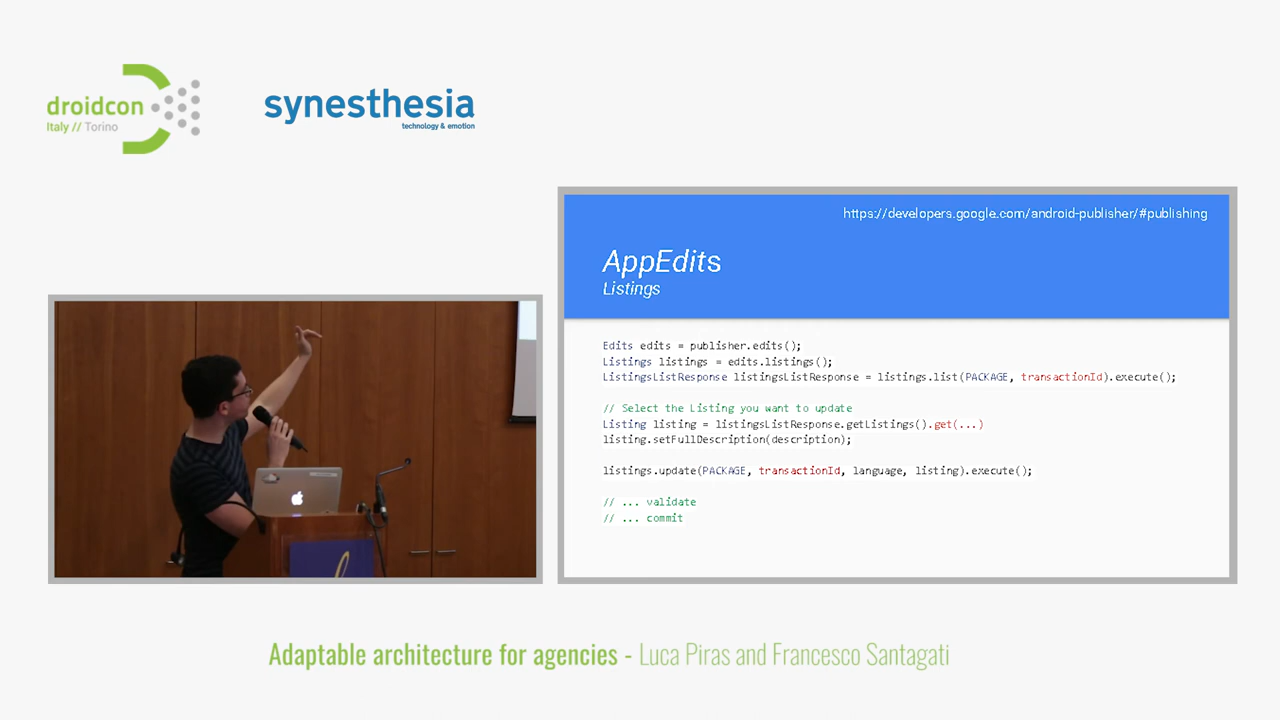 droidcon
Italy // Torino
synesthesia
technology & emotion
https://developers.google.com/android-publisher/#publishing
AppEdits
Listings
Edits edits = publisher.edits();
Listings listings = edits.listings();
ListingsListResponse listingsListResponse = listings.list(PACKAGE, transactionId).execute();
// Select the Listing you want to update
Listing listing = listingsListResponse.getListings().get(...)
listing.setFullDescription(description);
listings.update(PACKAGE, transactionId, language, listing).execute();
// ... validate
// ... commit
Adaptable architecture for agencies - Luca Piras and Francesco Santagati